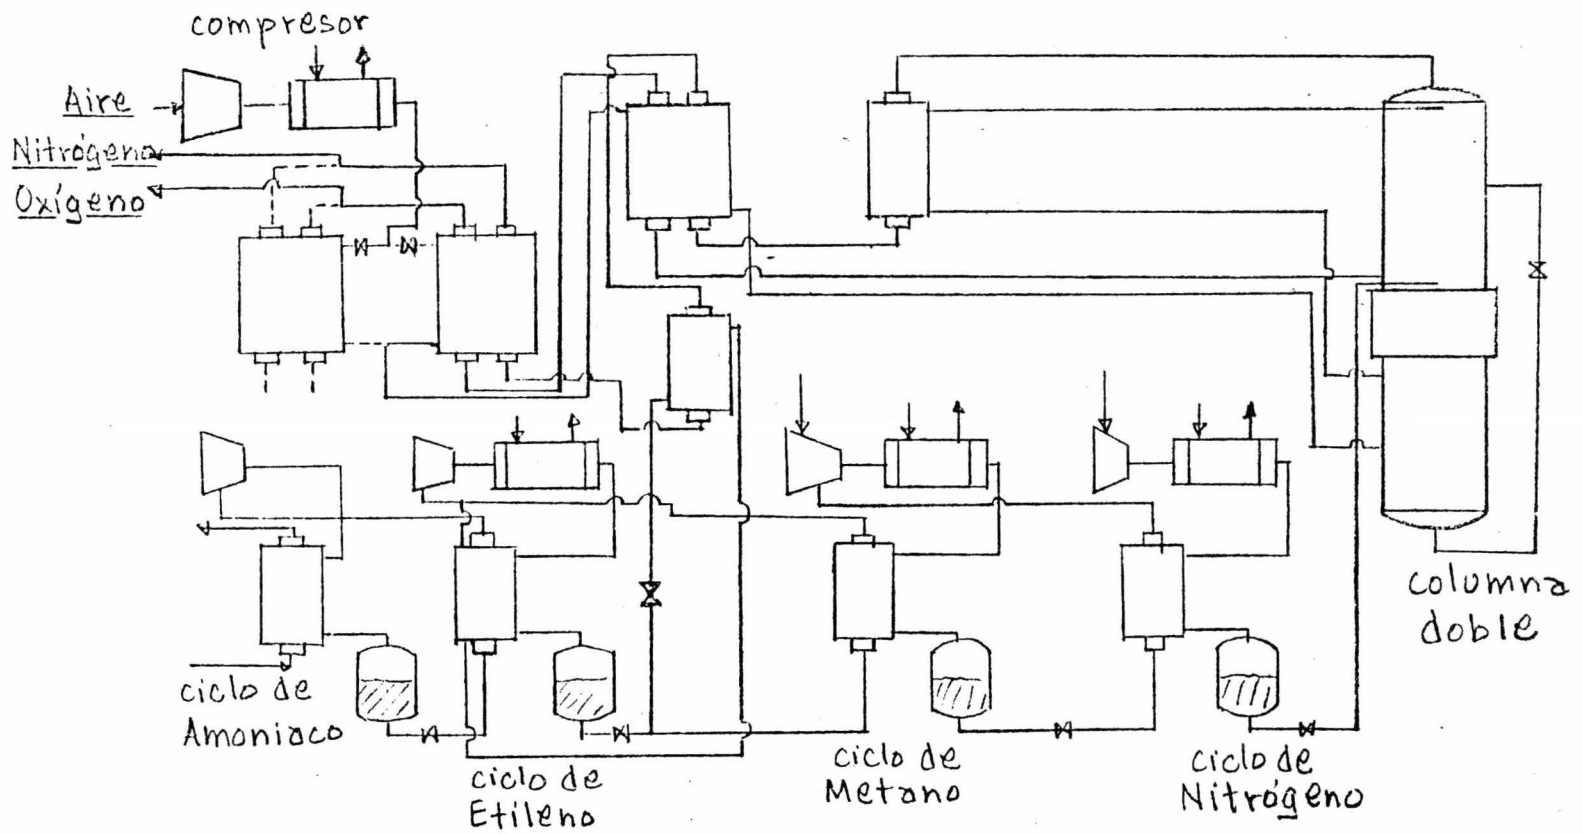 compresor
Aire
Nitrógeno
Oxígeno
columna
doble
ciclo de
Amoniaco
ciclo de
Etileno
ciclo de
Metano
ciclo de
Nitrógeno